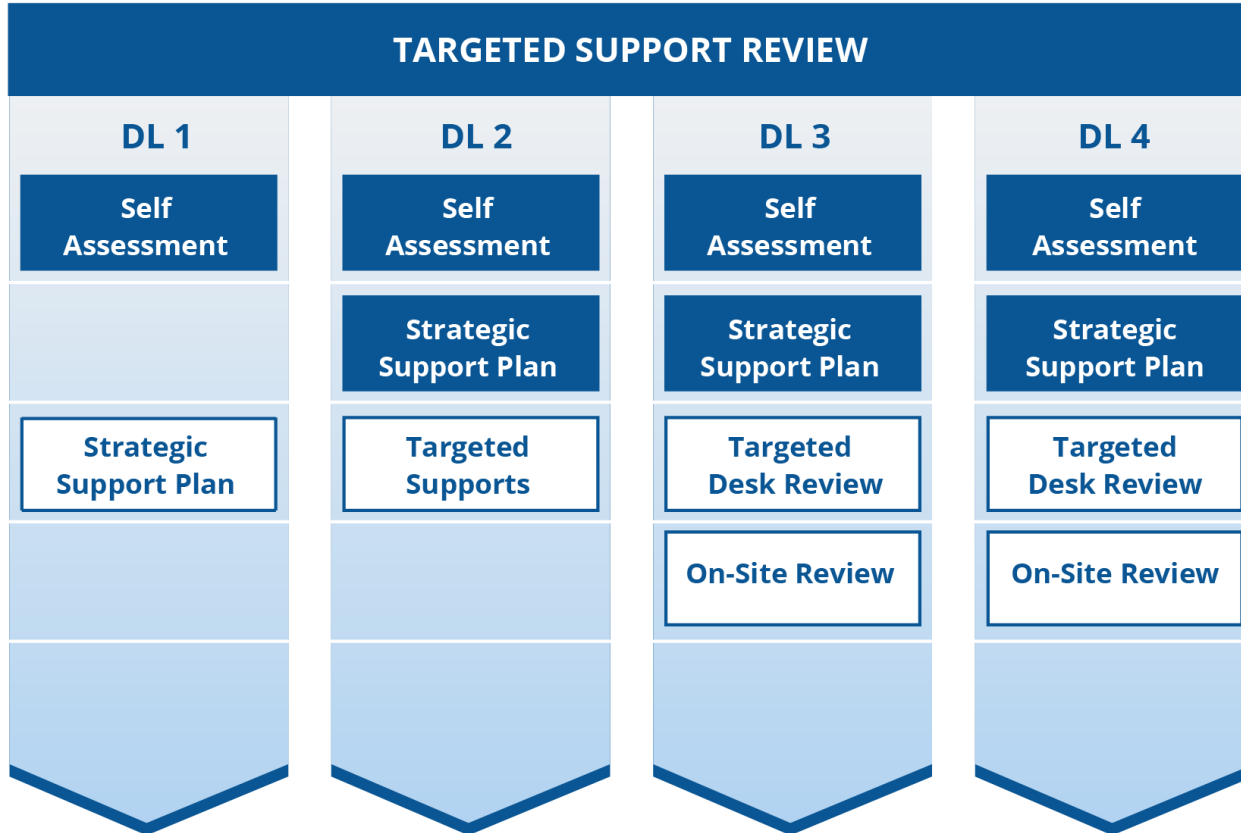 TARGETED SUPPORT REVIEW
DL 1
Self
Assessment
Strategic
Support Plan
DL 2
Self
Assessment
Strategic
Support Plan
Targeted
Supports
DL 3
Self
Assessment
Strategic
Support Plan
Targeted
Desk Review
On-Site Review
DL 4
Self
Assessment
Strategic
Support Plan
Targeted
Desk Review
On-Site Review